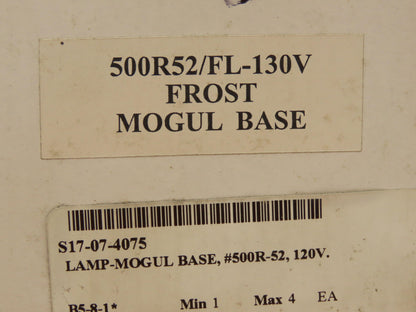 500R52/FL-130V
FROST
MOGUL BASE
S17-07-4075
LAMP-MOGUL BASE, #500R-52, 120V.
B5-8-1* Min 1 Max 4 EA